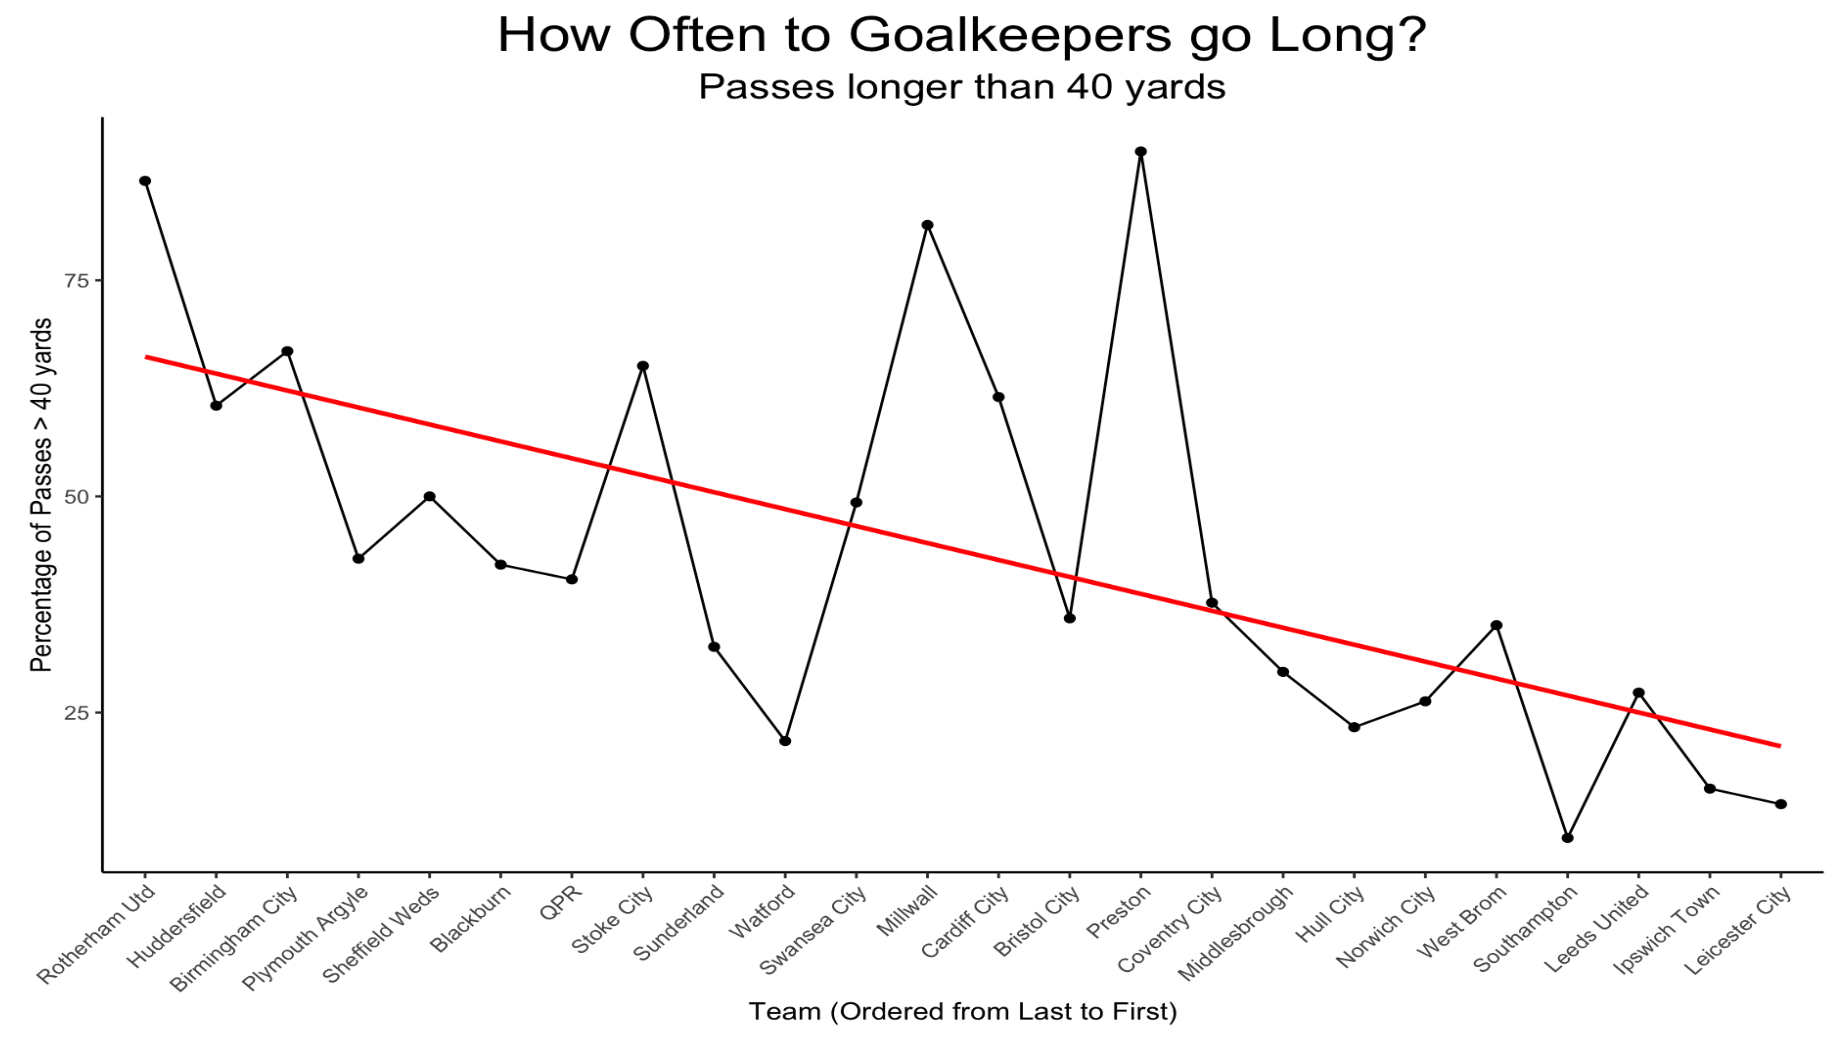 How Often to Goalkeepers go Long?
Passes longer than 40 yards
Percentage of Passes > 40 yards
75
50
25
Rotherham Utd
Huddersfield
Birmingham City
Plymouth Argyle
Sheffield Weds
Blackburn
QPR
Stoke City
Sunderland
Watford
Swansea City
Millwall
Cardiff City
Bristol City
Preston
Coventry City
Middlesbrough
Hull City
Norwich City
West Brom
Southampton
Leeds United
Ipswich Town
Leicester City
Team (Ordered from Last to First)